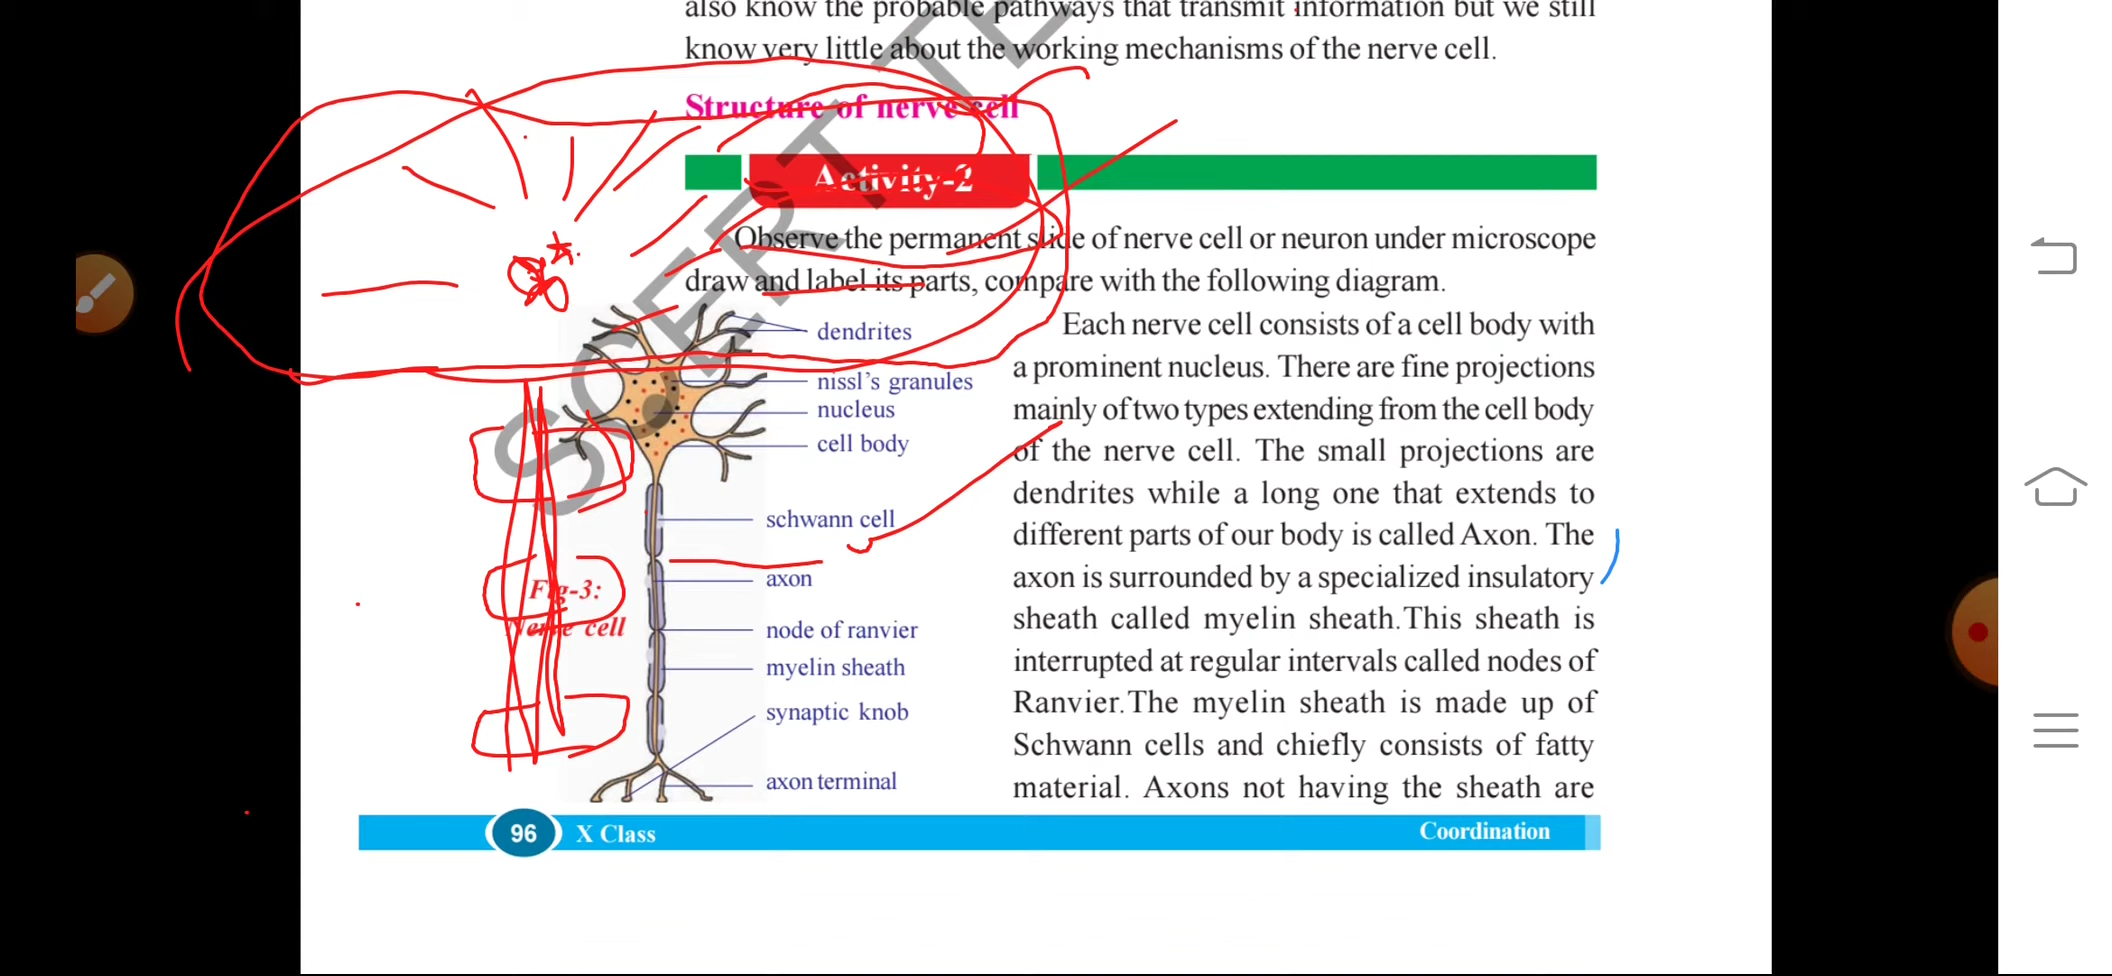 also know the probable pathways that transmit information but we still
know very little about the working mechanisms of the nerve cell.
Structure of nerve cell
Activity-2
Observe the permanent slide of nerve cell or neuron under microscope
draw and label its parts, compare with the following diagram.
dendrites
nissl's granules
nucleus
cell body
schwann cell
axon
node of ranvier
myelin sheath
synaptic knob
axon terminal
Fig-3:
Nerve cell
Each nerve cell consists of a cell body with
a prominent nucleus. There are fine projections
mainly of two types extending from the cell body
of the nerve cell. The small projections are
dendrites while a long one that extends to
different parts of our body is called Axon. The
axon is surrounded by a specialized insulatory
sheath called myelin sheath.This sheath is
interrupted at regular intervals called nodes of
Ranvier.The myelin sheath is made up of
Schwann cells and chiefly consists of fatty
material. Axons not having the sheath are
96 X Class
Coordination
SCERT TE